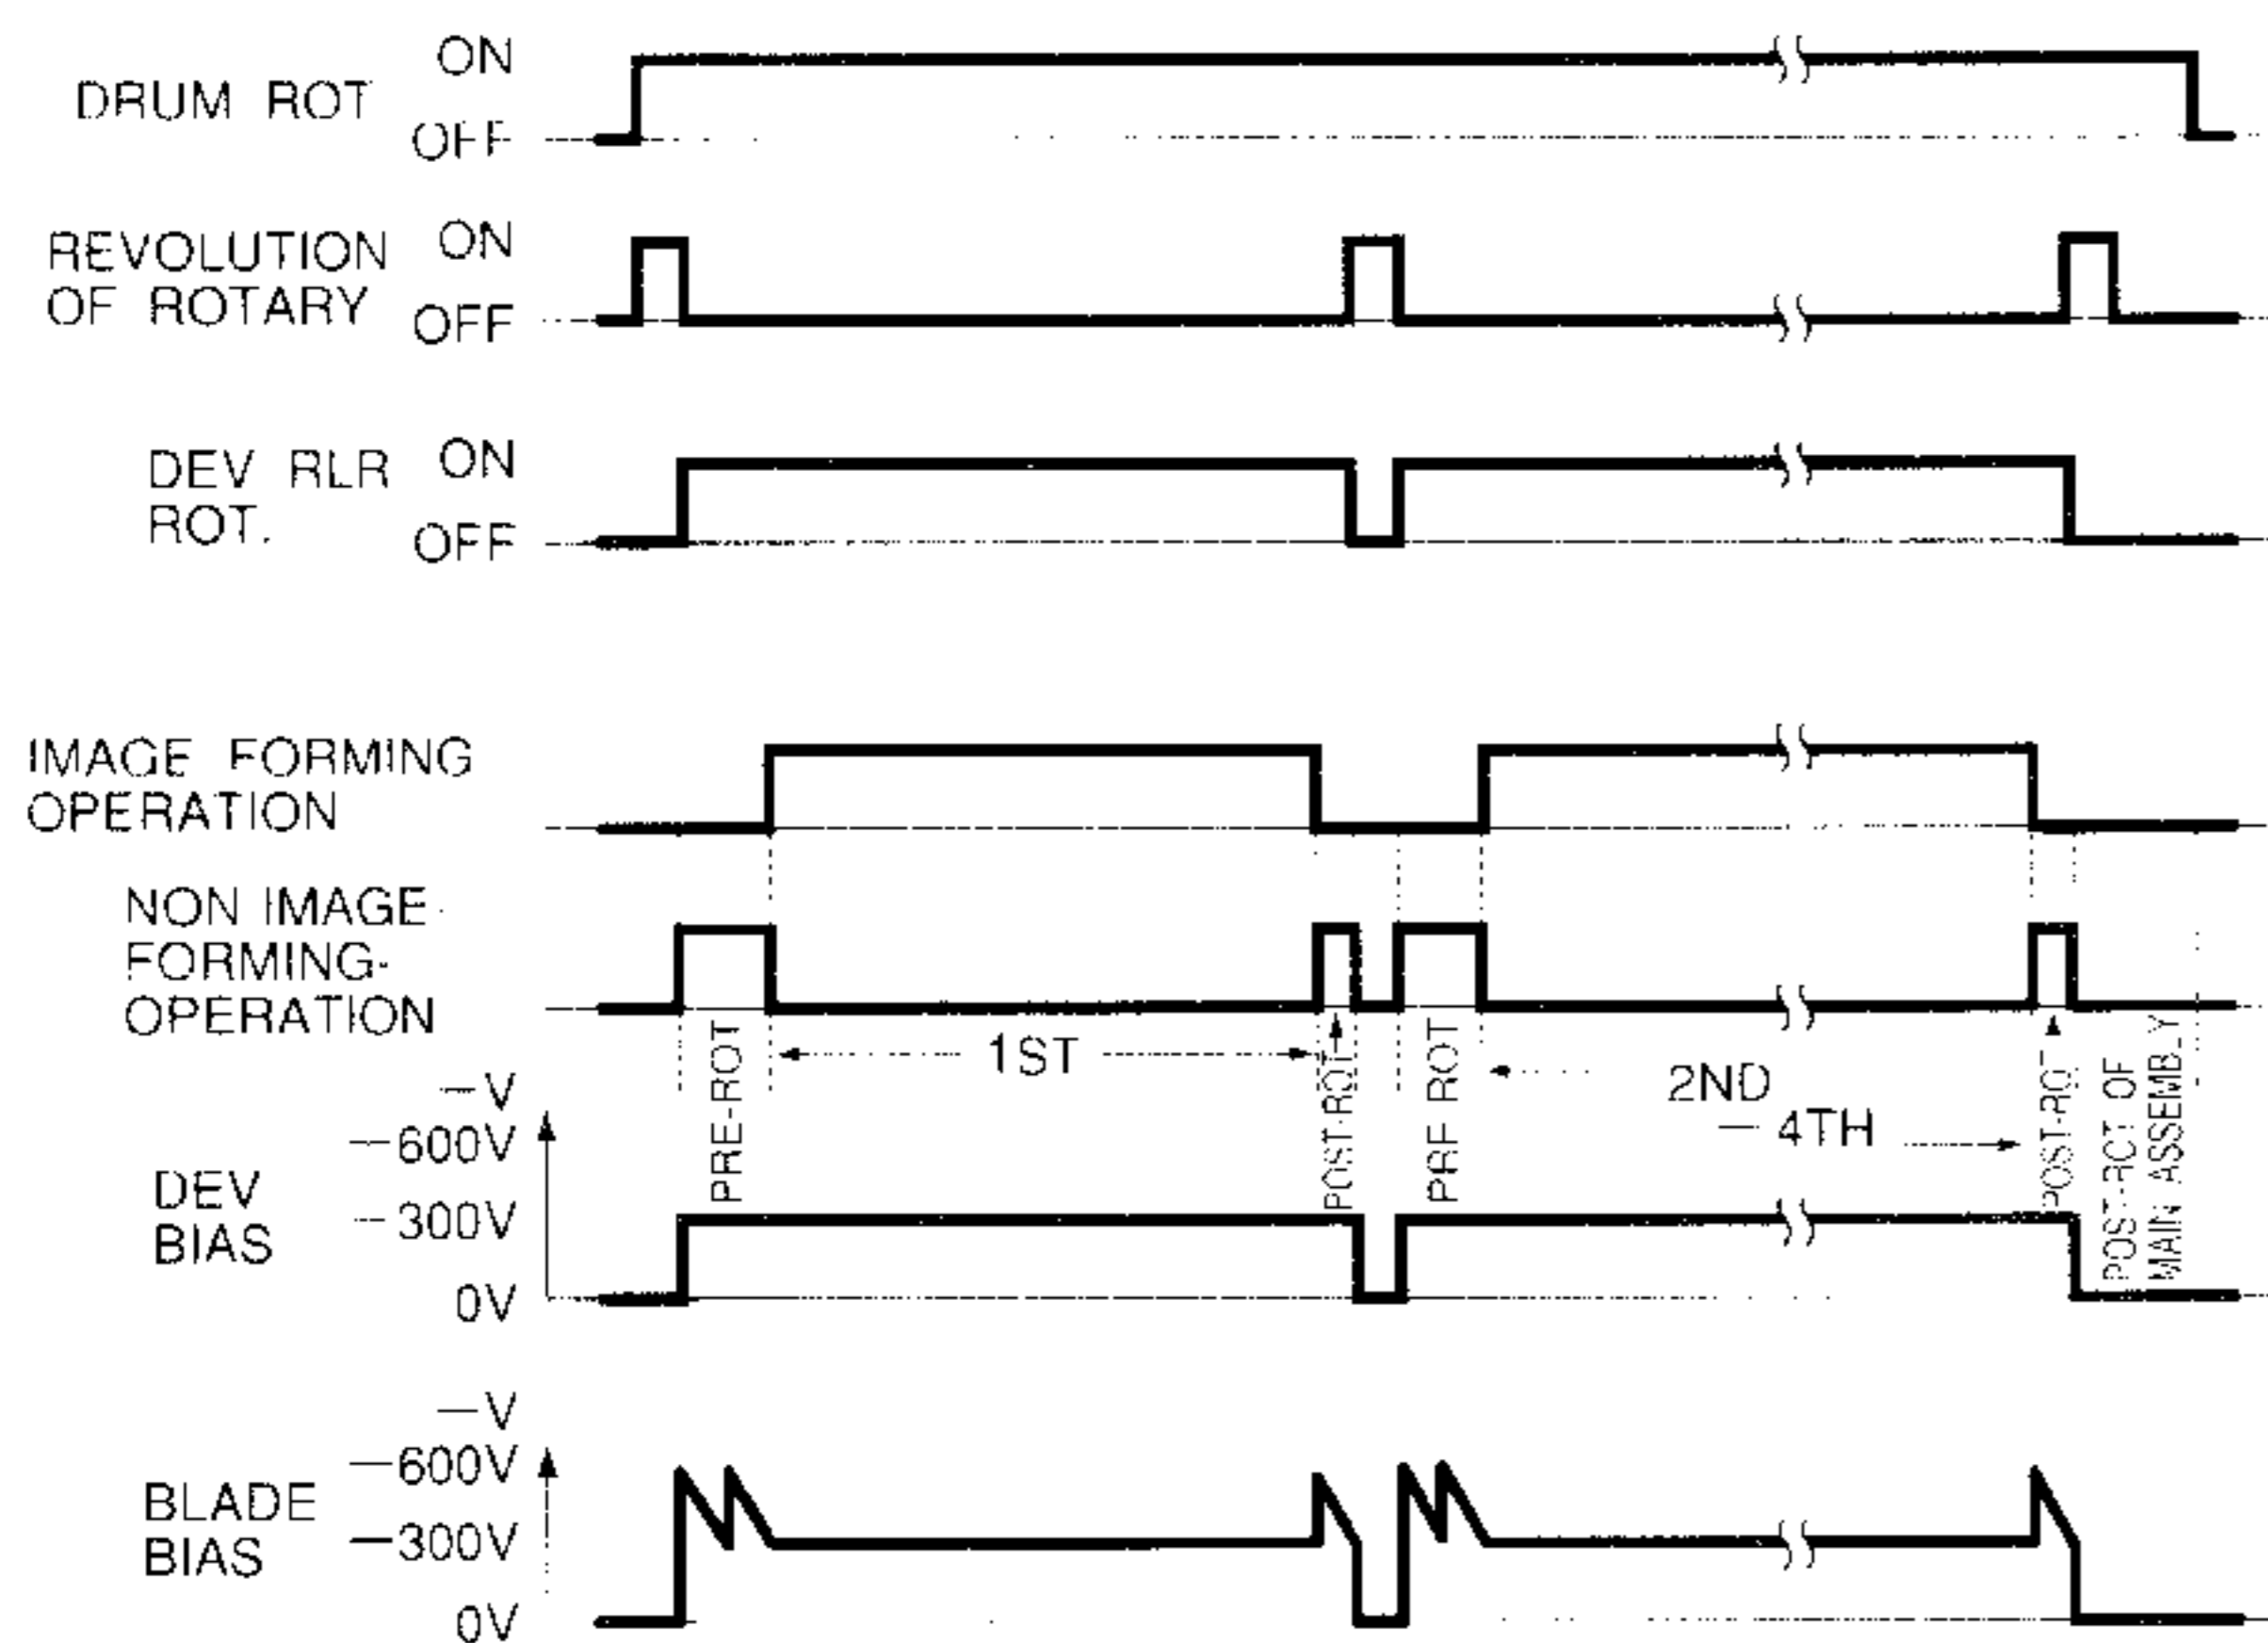 ON
DRUM ROT
OFF
ON
REVOLUTION
OF ROTARY
OFF
ON
DEV RLR
ROT.
OFF
IMAGE FORMING
OPERATION
NON IMAGE-
FORMING-
OPERATION
PRE-ROT
1ST
POST-ROT
PRE ROT
2ND
—4TH
POST-ROT
POST-ROT OF
MAIN ASSEMBLY
—V
—600V
DEV
BIAS
—300V
0V
—V
—600V
BLADE
BIAS
—300V
0V